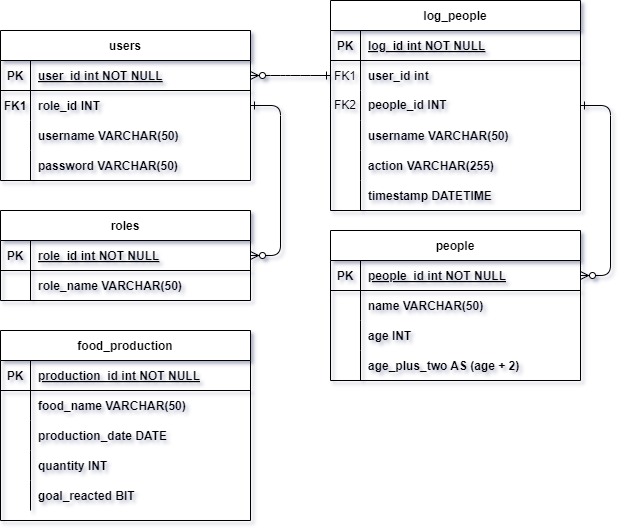 users
PK user_id int NOT NULL
FK1 role_id INT
username VARCHAR(50)
password VARCHAR(50)
roles
PK role_id int NOT NULL
role_name VARCHAR(50)
food_production
PK production_id int NOT NULL
food_name VARCHAR(50)
production_date DATE
quantity INT
goal_reacted BIT
log_people
PK log_id int NOT NULL
FK1 user_id int
FK2 people_id INT
username VARCHAR(50)
action VARCHAR(255)
timestamp DATETIME
people
PK people_id int NOT NULL
name VARCHAR(50)
age INT
age_plus_two AS (age + 2)